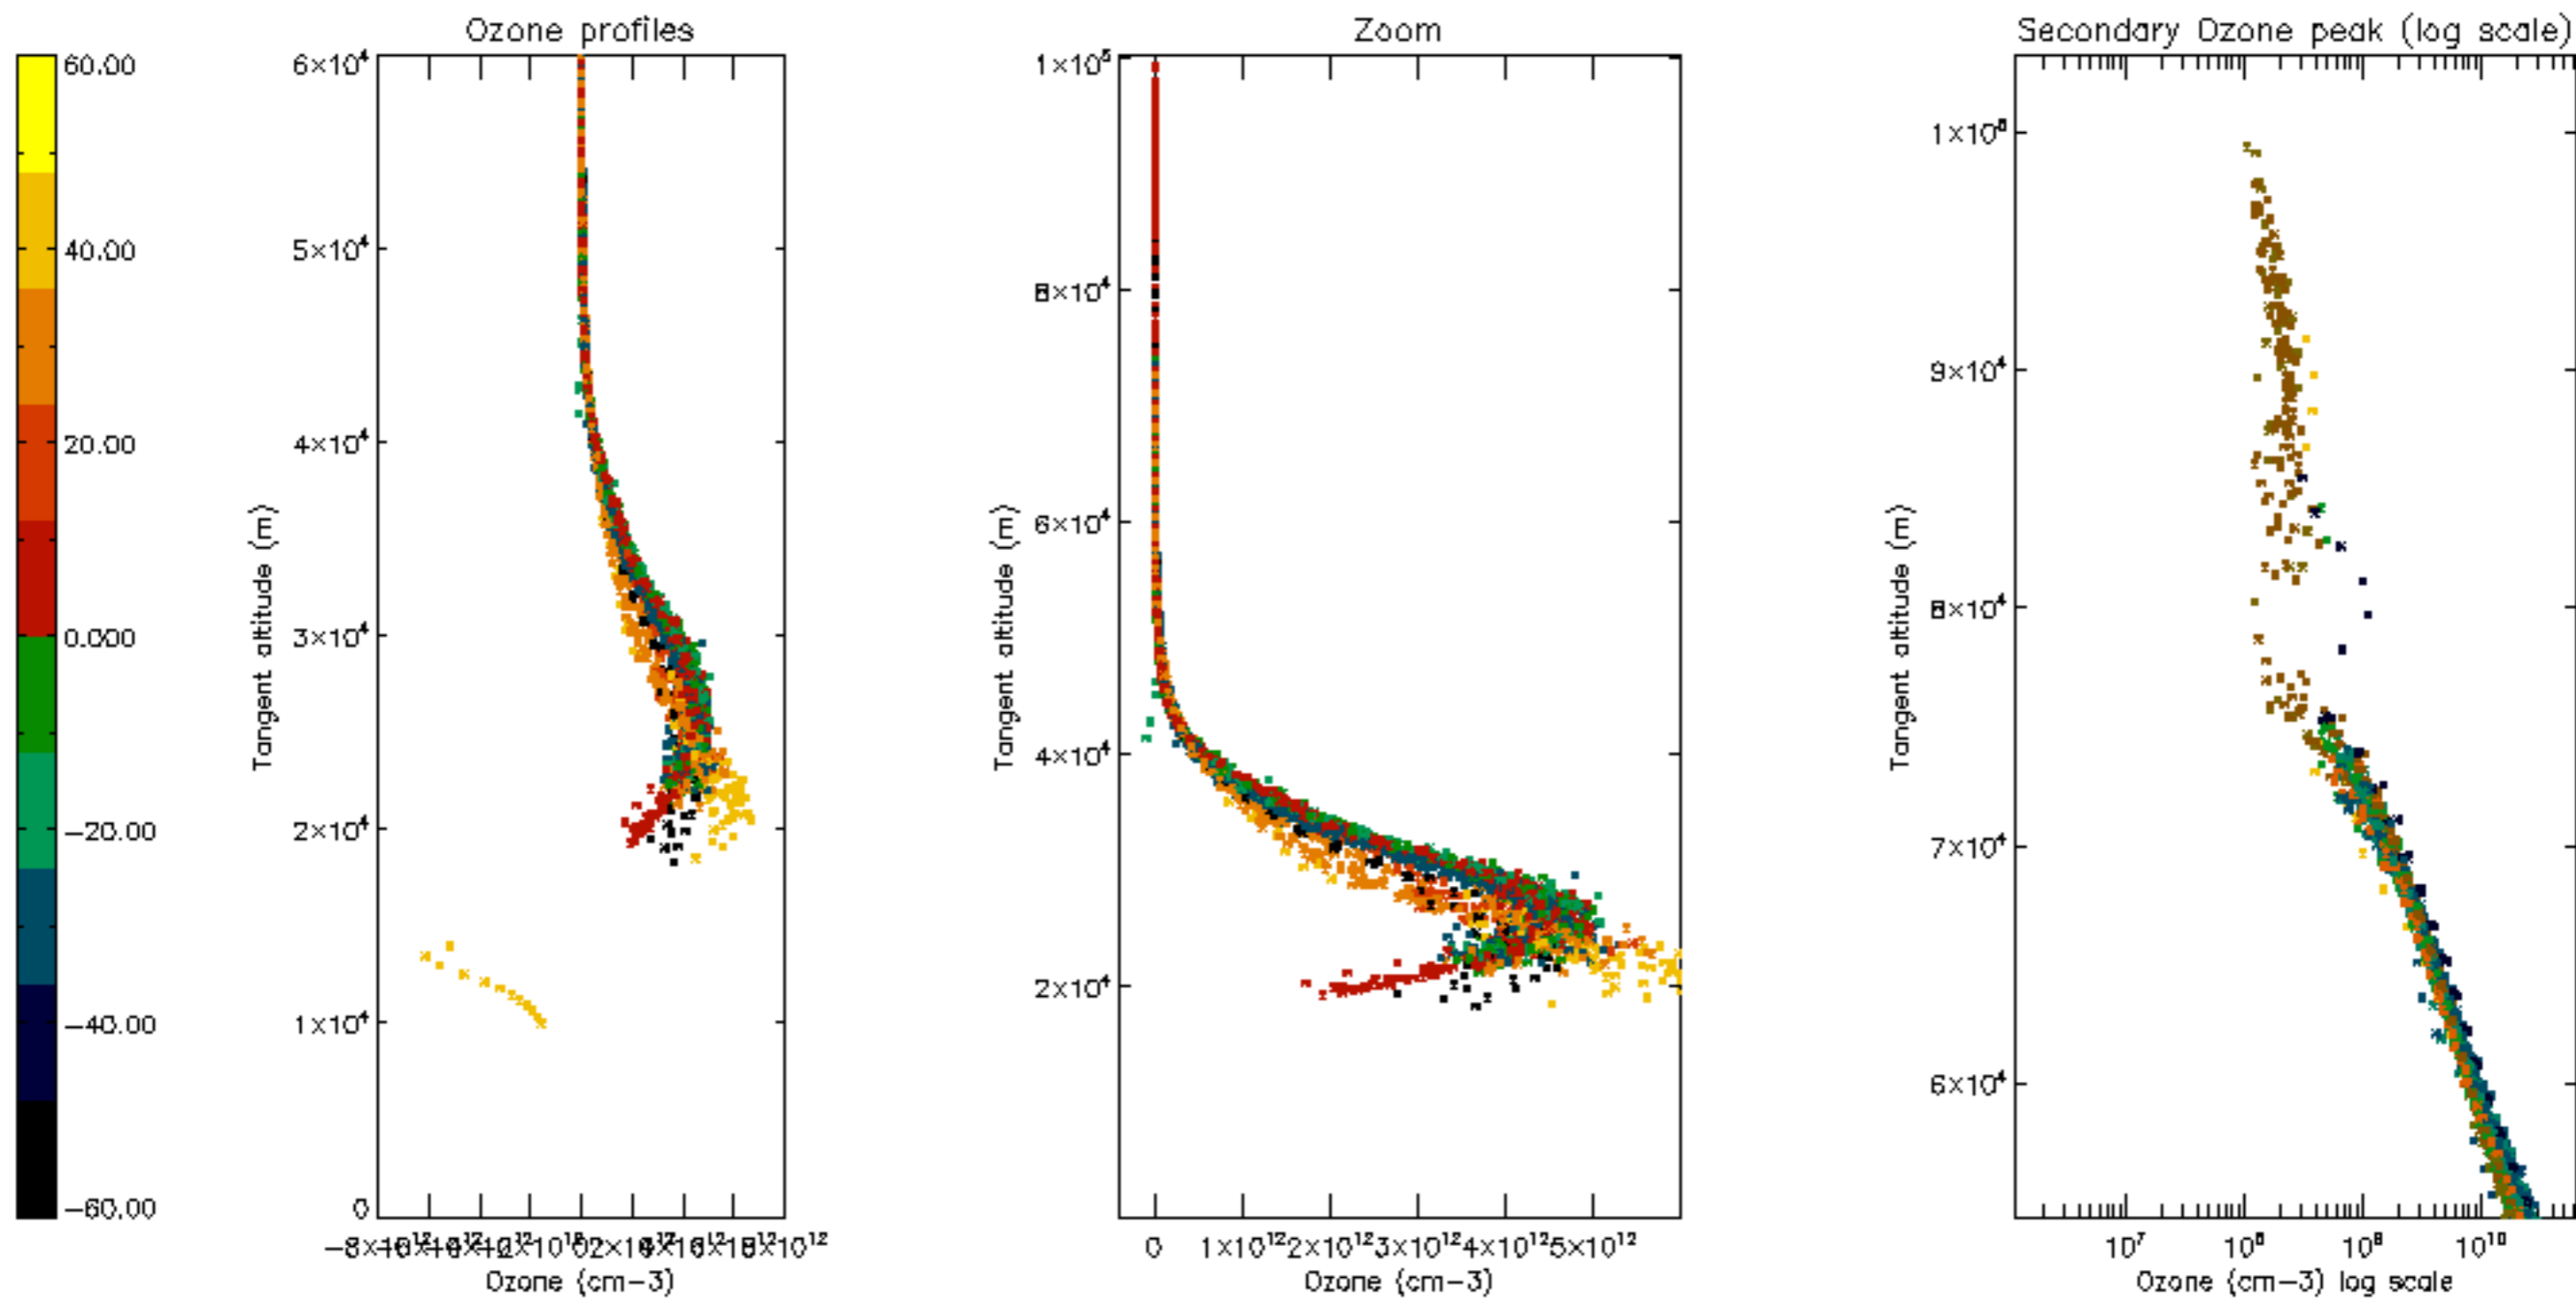 Ozone profiles
Zoom
Secondary Ozone peak (log scale)
60.00
40.00
20.00
0.000
-20.00
-40.00
-60.00
6×10⁴
5×10⁴
4×10⁴
3×10⁴
2×10⁴
1×10⁴
0
Tangent altitude (m)
Ozone (cm-3)
1×10⁵
8×10⁴
6×10⁴
4×10⁴
2×10⁴
Tangent altitude (m)
0 1×10¹² 2×10¹² 3×10¹² 4×10¹² 5×10¹²
Ozone (cm-3)
9×10⁴
8×10⁴
7×10⁴
6×10⁴
Tangent altitude (m)
10⁷ 10⁸ 10⁹ 10¹⁰
Ozone (cm-3) log scale